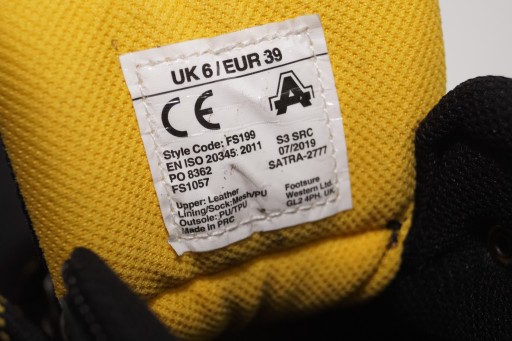 UK 6 / EUR 39
CE
A
Style Code: FS199
EN ISO 20345: 2011
PO 8362
FS1057
S3 SRC
07/2019
SATRA-2777
Upper: Leather
Lining/Sock:Mesh/PU
Outsole: PU/TPU
Made in PRC
Footsure
Western Ltd.
GL2 4PH, UK